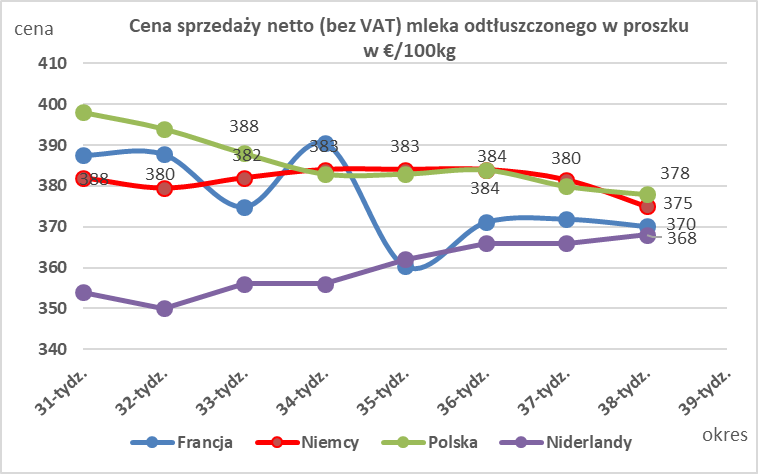 cena
Cena sprzedaży netto (bez VAT) mleka odtłuszczonego w proszku
w €/100kg
410
400
390
380
370
360
350
340
388
380
388
382
383
383
384
384
380
378
375
370
368
31-tydz.
32-tydz.
33-tydz.
34-tydz.
35-tydz.
36-tydz.
37-tydz.
38-tydz.
39-tydz.
okres
Francja Niemcy Polska Niderlandy